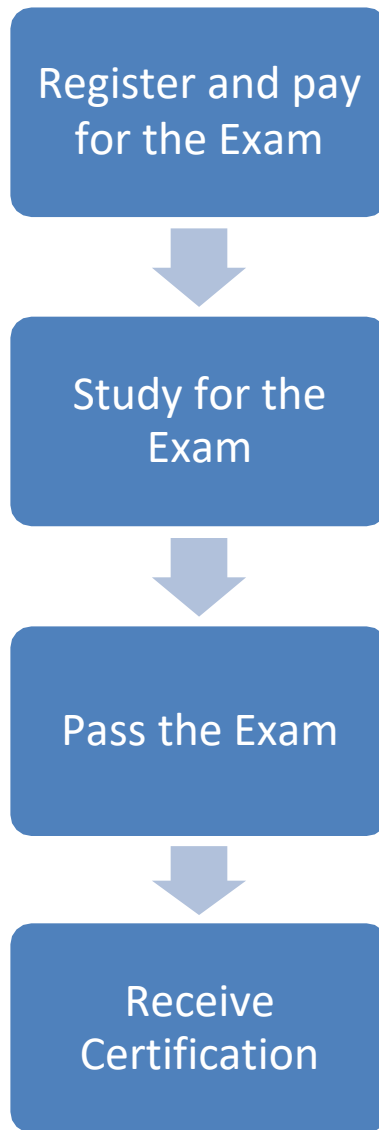 Register and pay
for the Exam
Study for the
Exam
Pass the Exam
Receive
Certification